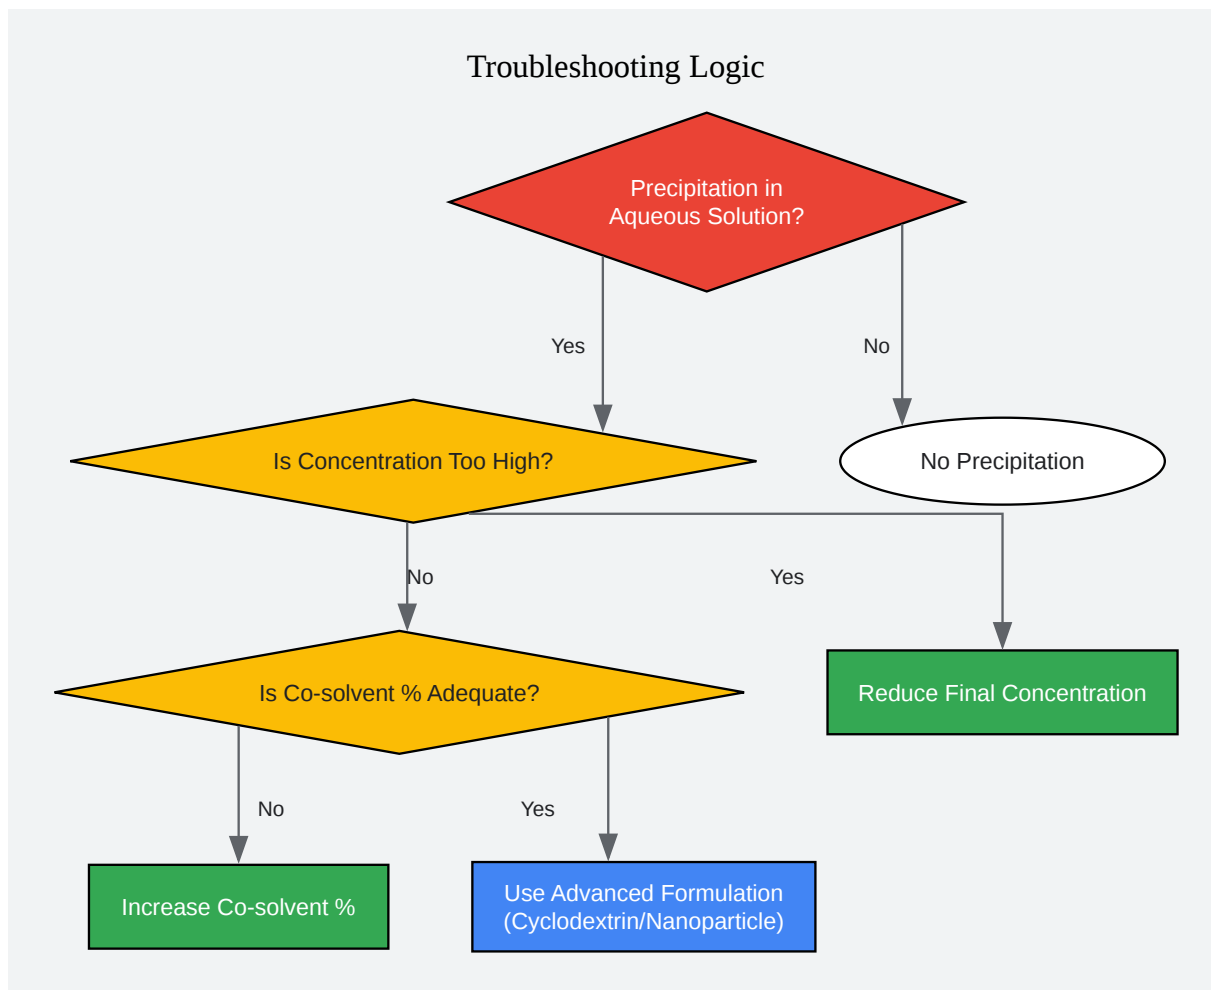 Troubleshooting Logic
Precipitation in
Aqueous Solution?
Yes
No
Is Concentration Too High?
No Precipitation
No
Yes
Is Co-solvent % Adequate?
Reduce Final Concentration
No
Yes
Increase Co-solvent %
Use Advanced Formulation
(Cyclodextrin/Nanoparticle)